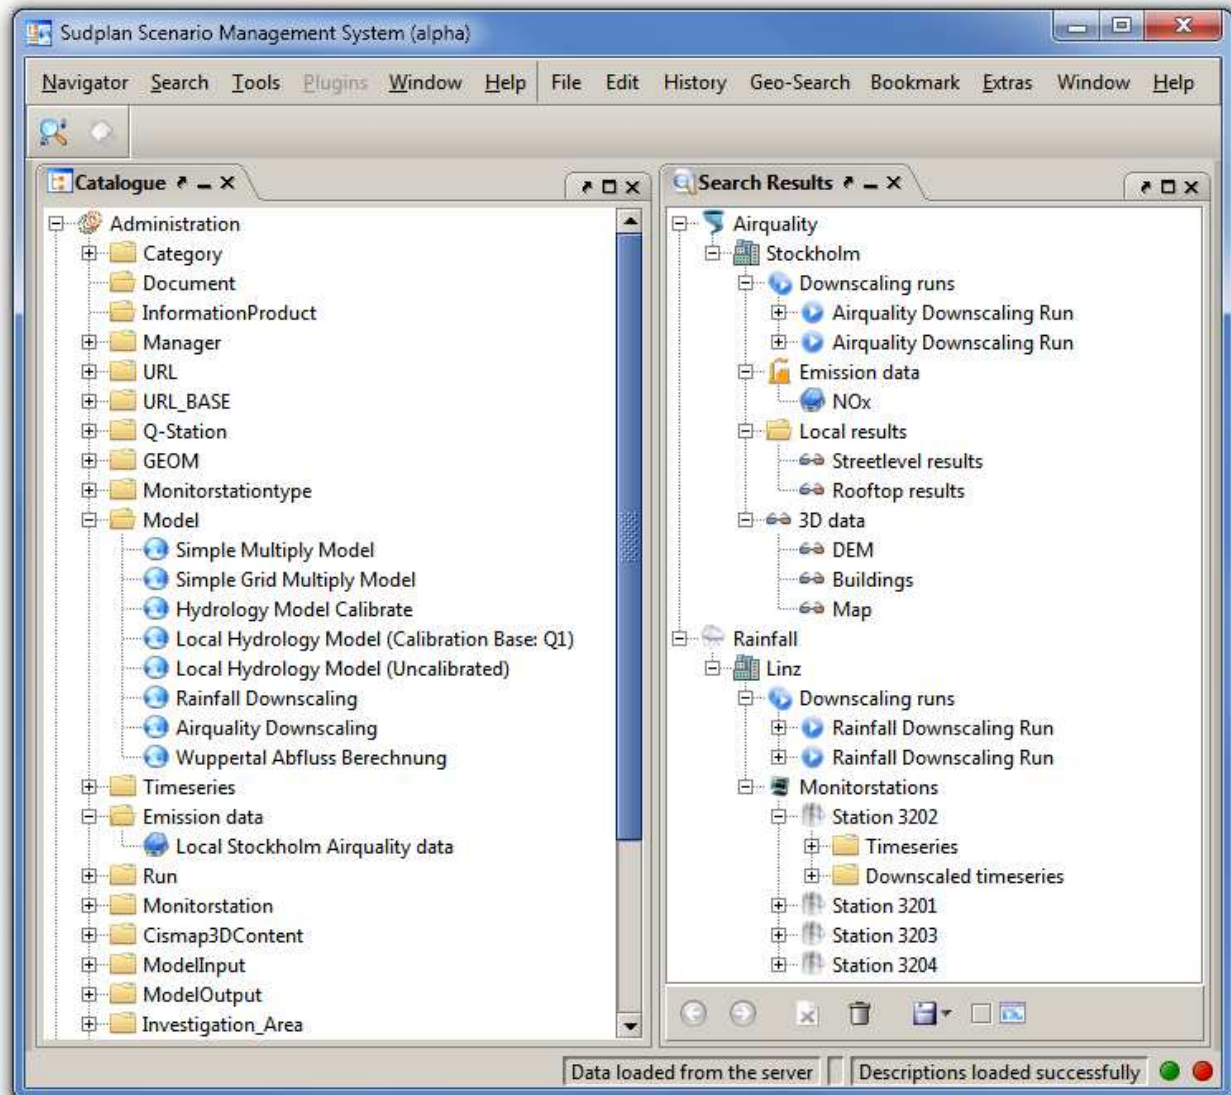 Sudplan Scenario Management System (alpha)
Navigator Search Tools Plugins Window Help File Edit History Geo-Search Bookmark Extras Window Help
Catalogue
Administration
Category
Document
InformationProduct
Manager
URL
URL_BASE
Q-Station
GEOM
Monitorstationtype
Model
Simple Multiply Model
Simple Grid Multiply Model
Hydrology Model Calibrate
Local Hydrology Model (Calibration Base: Q1)
Local Hydrology Model (Uncalibrated)
Rainfall Downscaling
Airquality Downscaling
Wuppertal Abfluss Berechnung
Timeseries
Emission data
Local Stockholm Airquality data
Run
Monitorstation
Cismap3DContent
ModelInput
ModelOutput
Investigation_Area
Search Results
Airquality
Stockholm
Downscaling runs
Airquality Downscaling Run
Airquality Downscaling Run
Emission data
NOx
Local results
Streetlevel results
Rooftop results
3D data
DEM
Buildings
Map
Rainfall
Linz
Downscaling runs
Rainfall Downscaling Run
Rainfall Downscaling Run
Monitorstations
Station 3202
Timeseries
Downscaled timeseries
Station 3201
Station 3203
Station 3204
Data loaded from the server
Descriptions loaded successfully